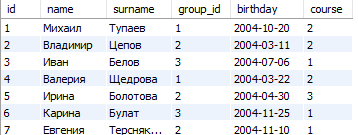 id name surname group_id birthday course
1 Михаил Тупаев 1 2004-10-20 2
2 Владимир Цепов 2 2004-03-11 2
3 Иван Белов 3 2004-07-06 1
4 Валерия Щедрова 1 2004-03-22 2
5 Ирина Болотова 2 2004-04-30 3
6 Карина Булат 3 2004-11-25 1
7 Евгения Терсняк... 2 2004-11-10 1